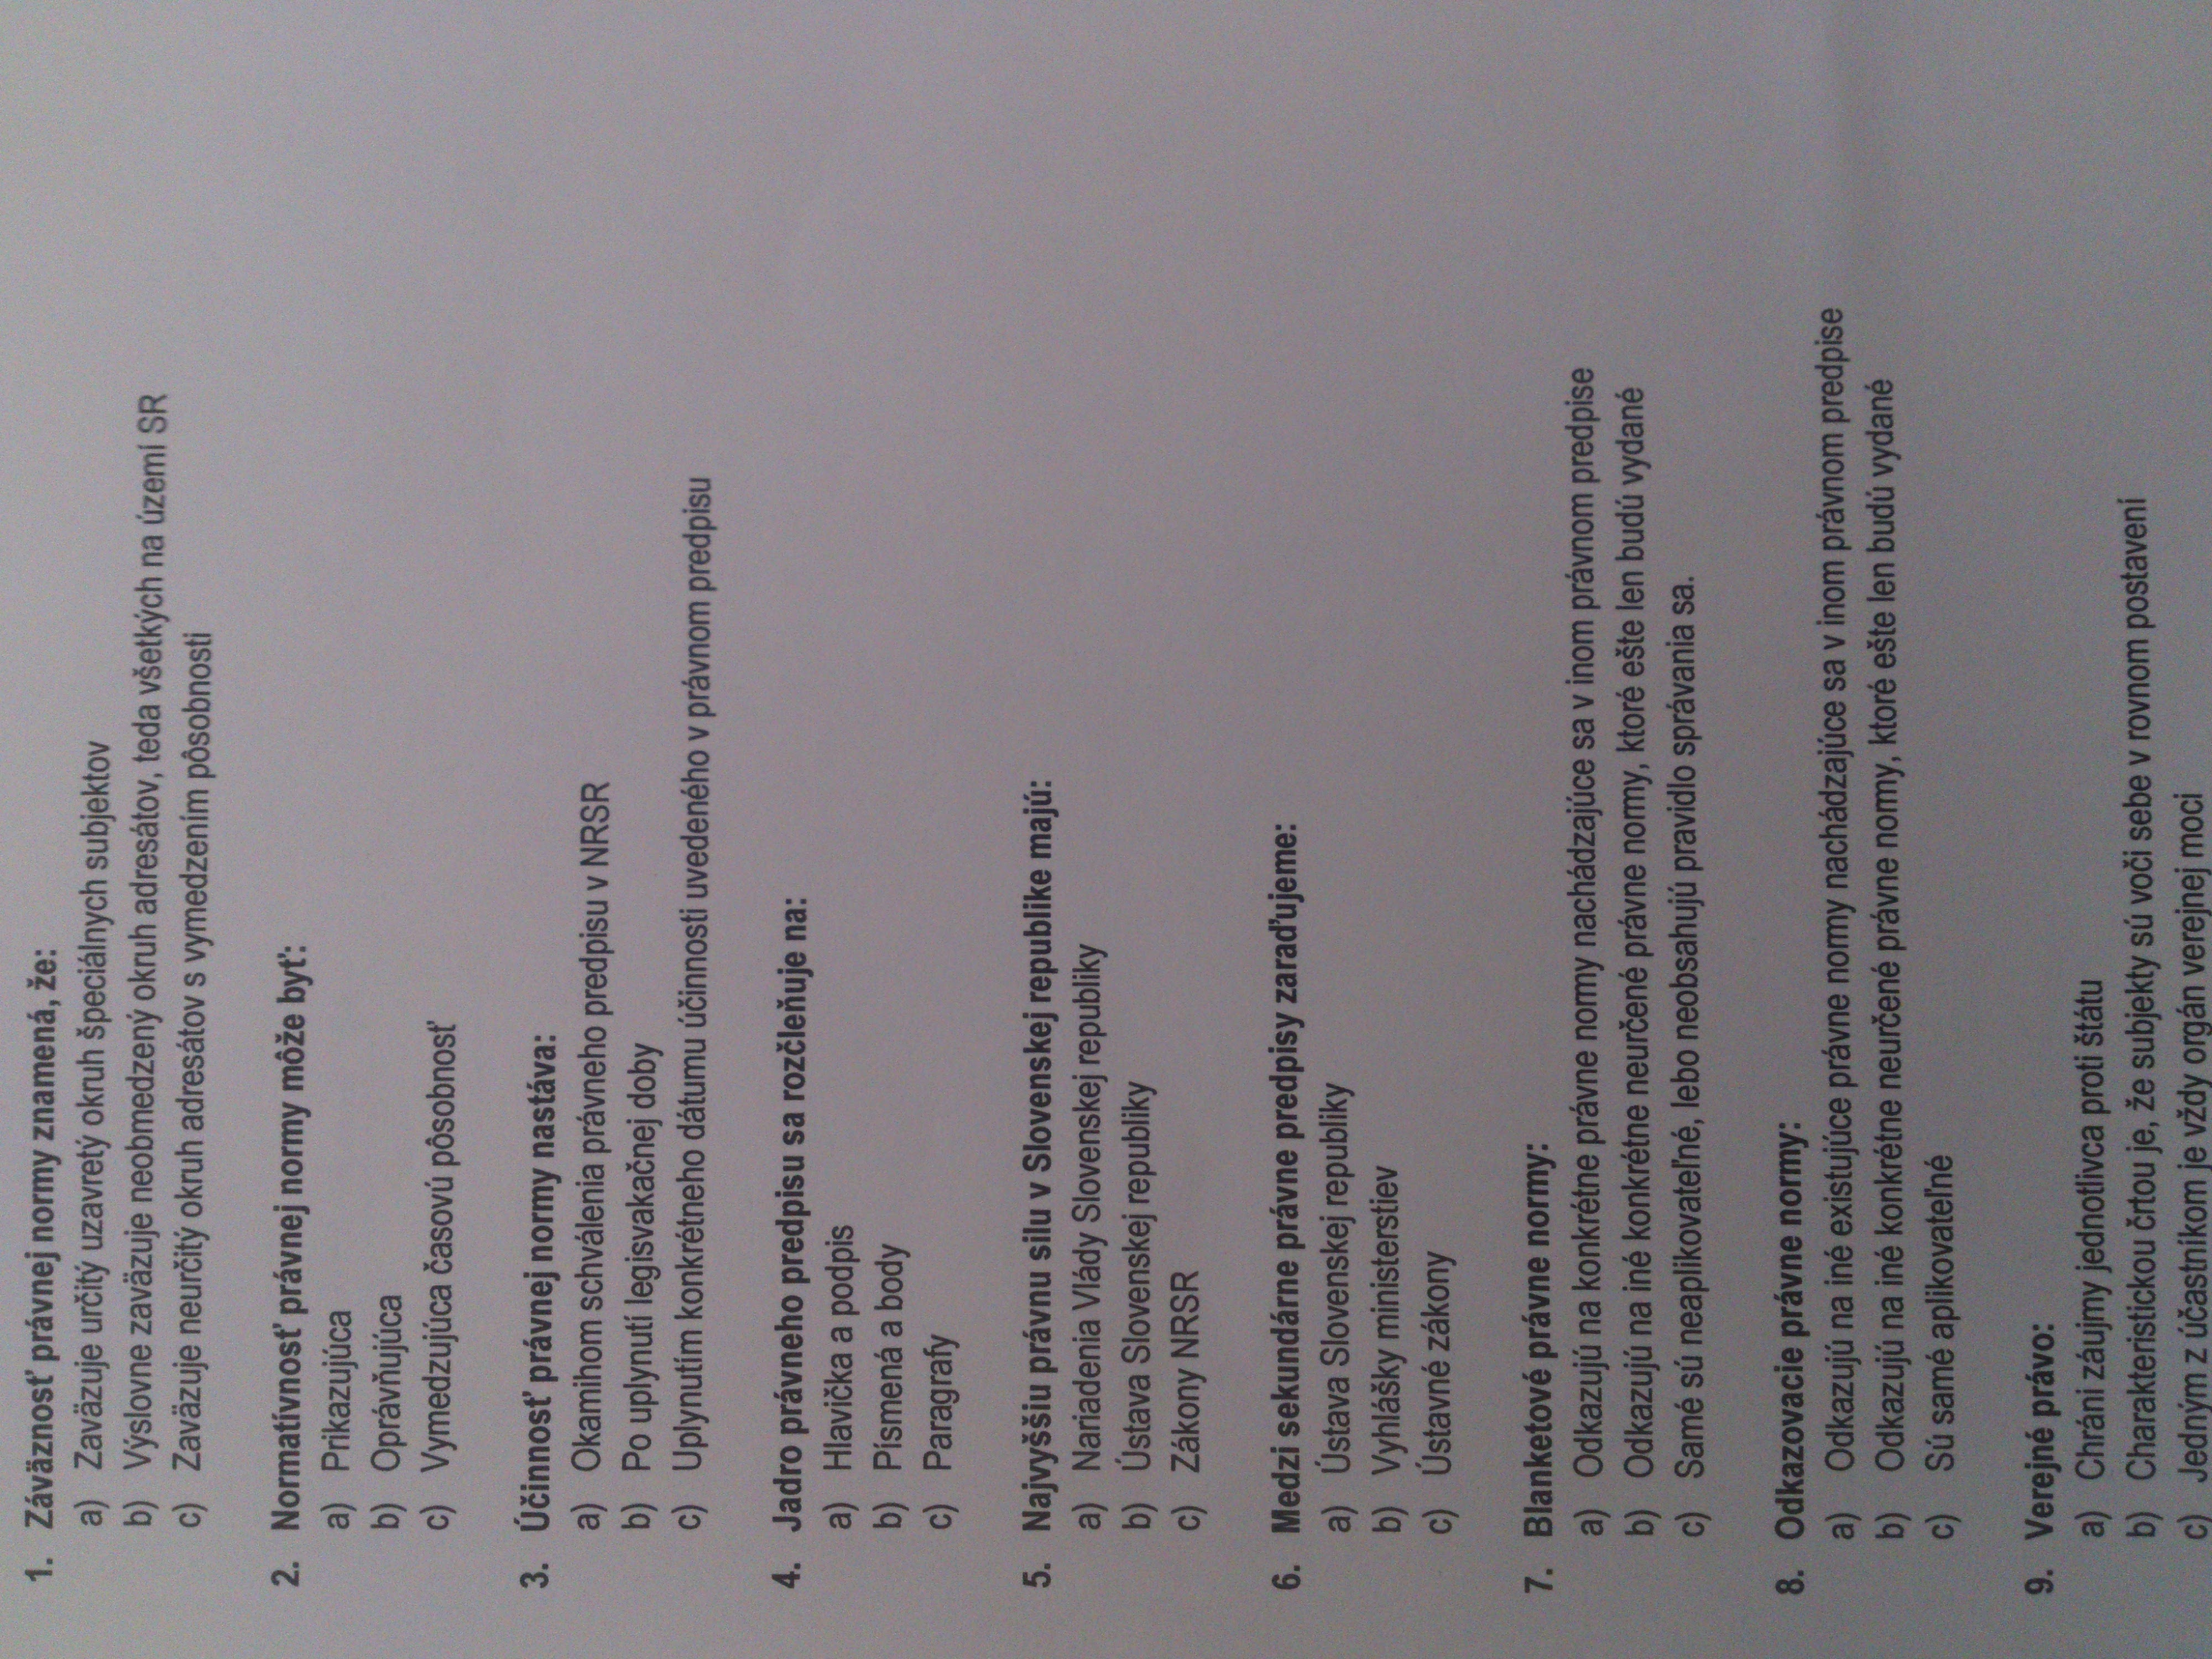 1. Záväznosť právnej normy znamená, že:
a) Zaväzuje určitý uzavretý okruh špeciálnych subjektov
b) Výslovne zaväzuje neobmedzený okruh adresátov, teda všetkých na území SR
c) Zaväzuje neurčitý okruh adresátov s vymedzením pôsobnosti
2. Normatívnosť právnej normy môže byť:
a) Prikazujúca
b) Oprávňujúca
c) Vymedzujúca časovú pôsobnosť
3. Účinnosť právnej normy nastáva:
a) Okamihom schválenia právneho predpisu v NRSR
b) Po uplynutí legisvakačnej doby
c) Uplynutím konkrétneho dátumu účinnosti uvedeného v právnom predpisu
4. Jadro právneho predpisu sa rozčleňuje na:
a) Hlavička a podpis
b) Písmená a body
c) Paragrafy
5. Najvyššiu právnu silu v Slovenskej republike majú:
a) Nariadenia Vlády Slovenskej republiky
b) Ústava Slovenskej republiky
c) Zákony NRSR
6. Medzi sekundárne právne predpisy zaraďujeme:
a) Ústava Slovenskej republiky
b) Vyhlášky ministerstiev
c) Ústavné zákony
7. Blanketové právne normy:
a) Odkazujú na konkrétne právne normy nachádzajúce sa v inom právnom predpise
b) Odkazujú na iné konkrétne neurčené právne normy, ktoré ešte len budú vydané
c) Samé sú neaplikovateľné, lebo neobsahujú pravidlo správania sa.
8. Odkazovacie právne normy:
a) Odkazujú na iné existujúce právne normy nachádzajúce sa v inom právnom predpise
b) Odkazujú na iné konkrétne neurčené právne normy, ktoré ešte len budú vydané
c) Sú samé aplikovateľné
9. Verejné právo:
a) Chráni záujmy jednotlivca proti štátu
b) Charakteristickou črtou je, že subjekty sú voči sebe v rovnom postavení
c) Jedným z účastníkom je vždy orgán verejnej moci